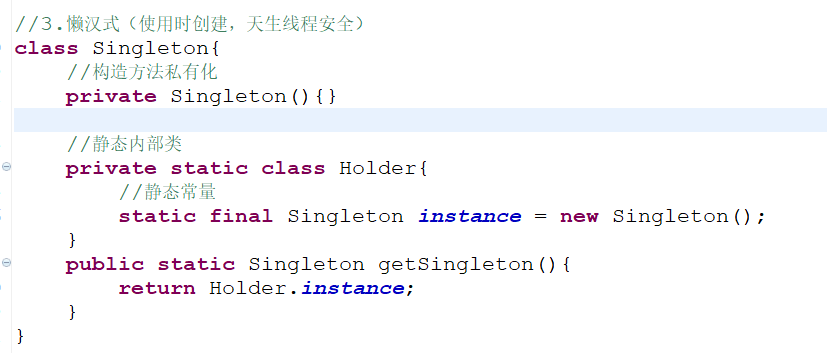 //3.懒汉式（使用时创建，天生线程安全）
class Singleton{
    //构造方法私有化
    private Singleton(){}
    //静态内部类
    private static class Holder{
        //静态常量
        static final Singleton instance = new Singleton();
    }
    public static Singleton getSingleton(){
        return Holder.instance;
    }
}